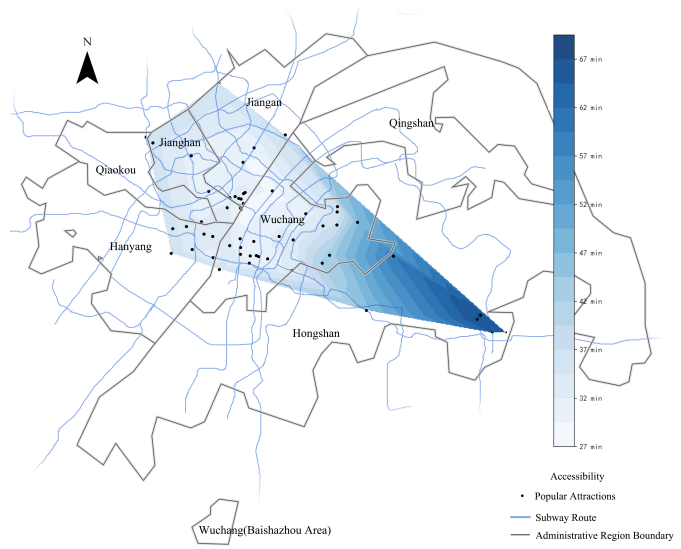 N
Jiangan
Qingshan
Jianghan
Qiaokou
Wuchang
Hanyang
Hongshan
Wuchang(Baishazhou Area)
67 min
62 min
57 min
52 min
47 min
42 min
37 min
32 min
27 min
Accessibility
Popular Attractions
Subway Route
Administrative Region Boundary